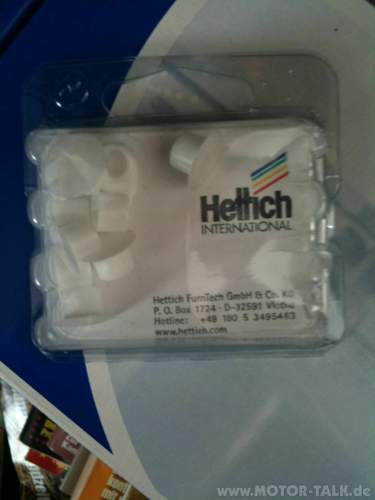 Hettich
INTERNATIONAL
Hettich FurnTech GmbH & Co. KG
P. O. Box 1724 · D-32591 Vlotho
Hotline: +49 180 5 3495463
www.hettich.com
www.MOTOR-TALK.de